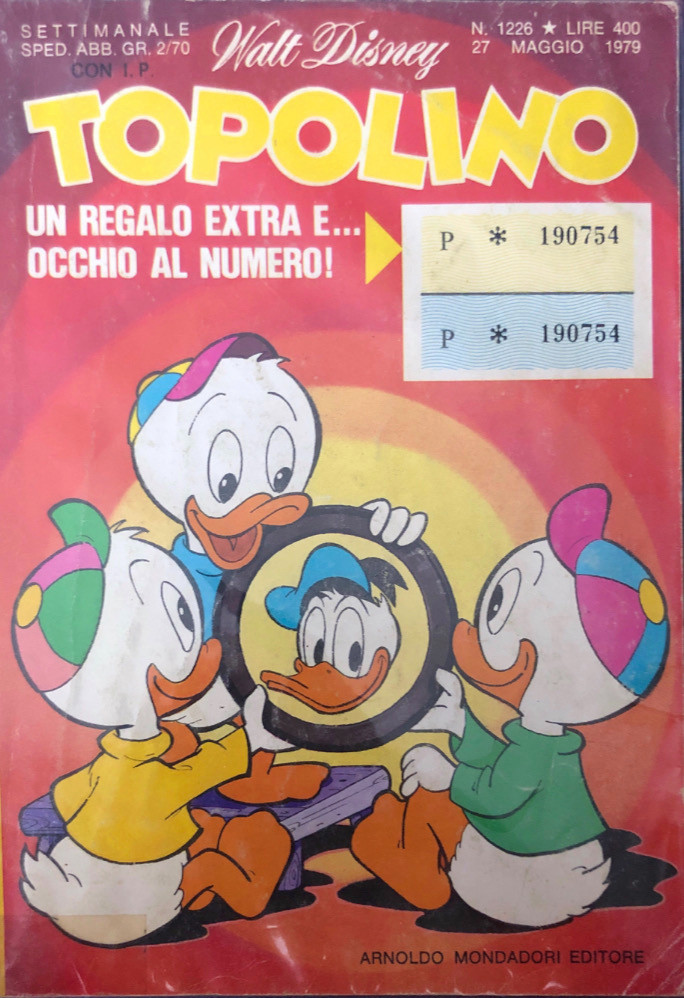 SETTIMANALE
SPED. ABB. GR. 2/70
CON I.P.
Walt Disney
N. 1226 ★ LIRE 400
27 MAGGIO 1979
TOPOLINO
UN REGALO EXTRA E...
OCCHIO AL NUMERO!
P * 190754
P * 190754
ARNOLDO MONDADORI EDITORE